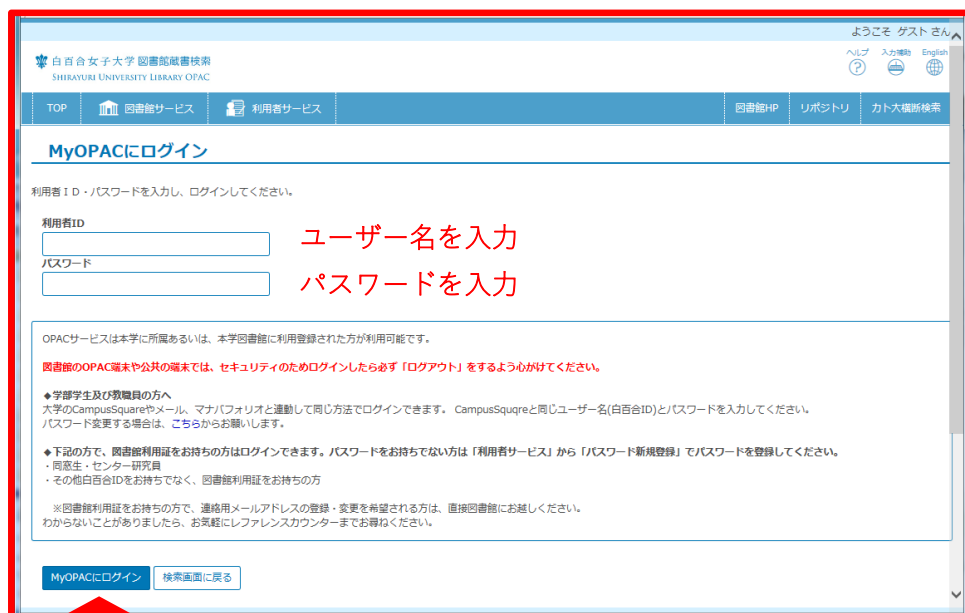 ようこそ ゲスト さん
白百合女子大学 図書館蔵書検索
SHIRAYURI UNIVERSITY LIBRARY OPAC
ヘルプ 入力補助 English
TOP 図書館サービス 利用者サービス 図書館HP リポジトリ カト大横断検索
MyOPACにログイン
利用者ＩＤ・パスワードを入力し、ログインしてください。
利用者ID
ユーザー名を入力
パスワード
パスワードを入力
OPACサービスは本学に所属あるいは、本学図書館に利用登録された方が利用可能です。
図書館のOPAC端末や公共の端末では、セキュリティのためログインしたら必ず「ログアウト」をするよう心がけてください。
◆学部学生及び教職員の方へ
大学のCampusSquareやメール、マナバフォリオと連動して同じ方法でログインできます。 CampusSquqreと同じユーザー名(白百合ID)とパスワードを入力してください。
パスワード変更する場合は、こちらからお願いします。
◆下記の方で、図書館利用証をお持ちの方はログインできます。パスワードをお持ちでない方は「利用者サービス」から「パスワード新規登録」でパスワードを登録してください。
・同窓生・センター研究員
・その他白百合IDをお持ちでなく、図書館利用証をお持ちの方
※図書館利用証をお持ちの方で、連絡用メールアドレスの登録・変更を希望される方は、直接図書館にお越しください。
わからないことがありましたら、お気軽にレファレンスカウンターまでお尋ねください。
MyOPACにログイン 検索画面に戻る